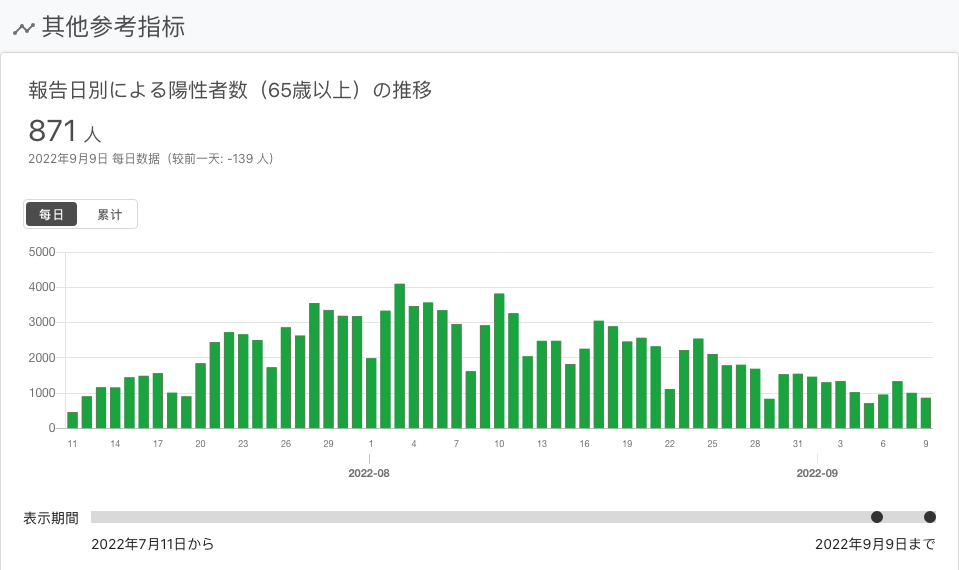 其他参考指标
報告日別による陽性者数（65歳以上）の推移
871 人
2022年9月9日 每日数据（较前一天: -139 人）
每日 累计
5000
4000
3000
2000
1000
0
11 14 17 20 23 26 29 1 4 7 10 13 16 19 22 25 28 31 3 6 9
2022-08 2022-09
表示期間
2022年7月11日から 2022年9月9日まで